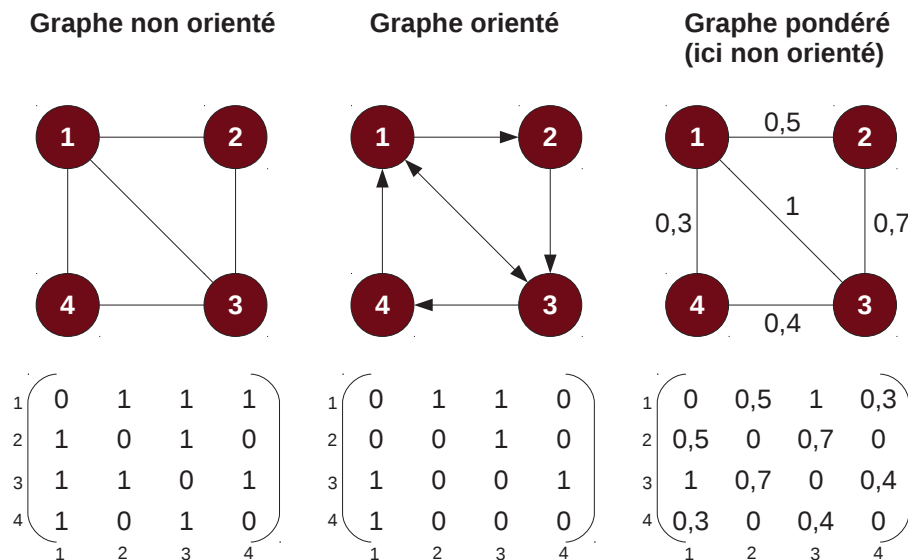 Graphe non orienté
1
2
4
3
1 0 1 1 1
2 1 0 1 0
3 1 1 0 1
4 1 0 1 0
1 2 3 4
Graphe orienté
1
2
4
3
1 0 1 1 0
2 0 0 1 0
3 1 0 0 1
4 1 0 0 0
1 2 3 4
Graphe pondéré
(ici non orienté)
1 0,5 2
0,3 1 0,7
4 0,4 3
1 0 0,5 1 0,3
2 0,5 0 0,7 0
3 1 0,7 0 0,4
4 0,3 0 0,4 0
1 2 3 4